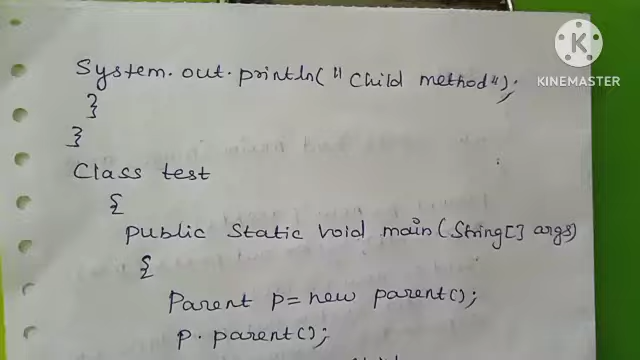 K
KINEMASTER
System.out.println("Child method");
}
}
Class test
{
public Static void main(String[] args)
{
Parent p = new parent();
p.parent();